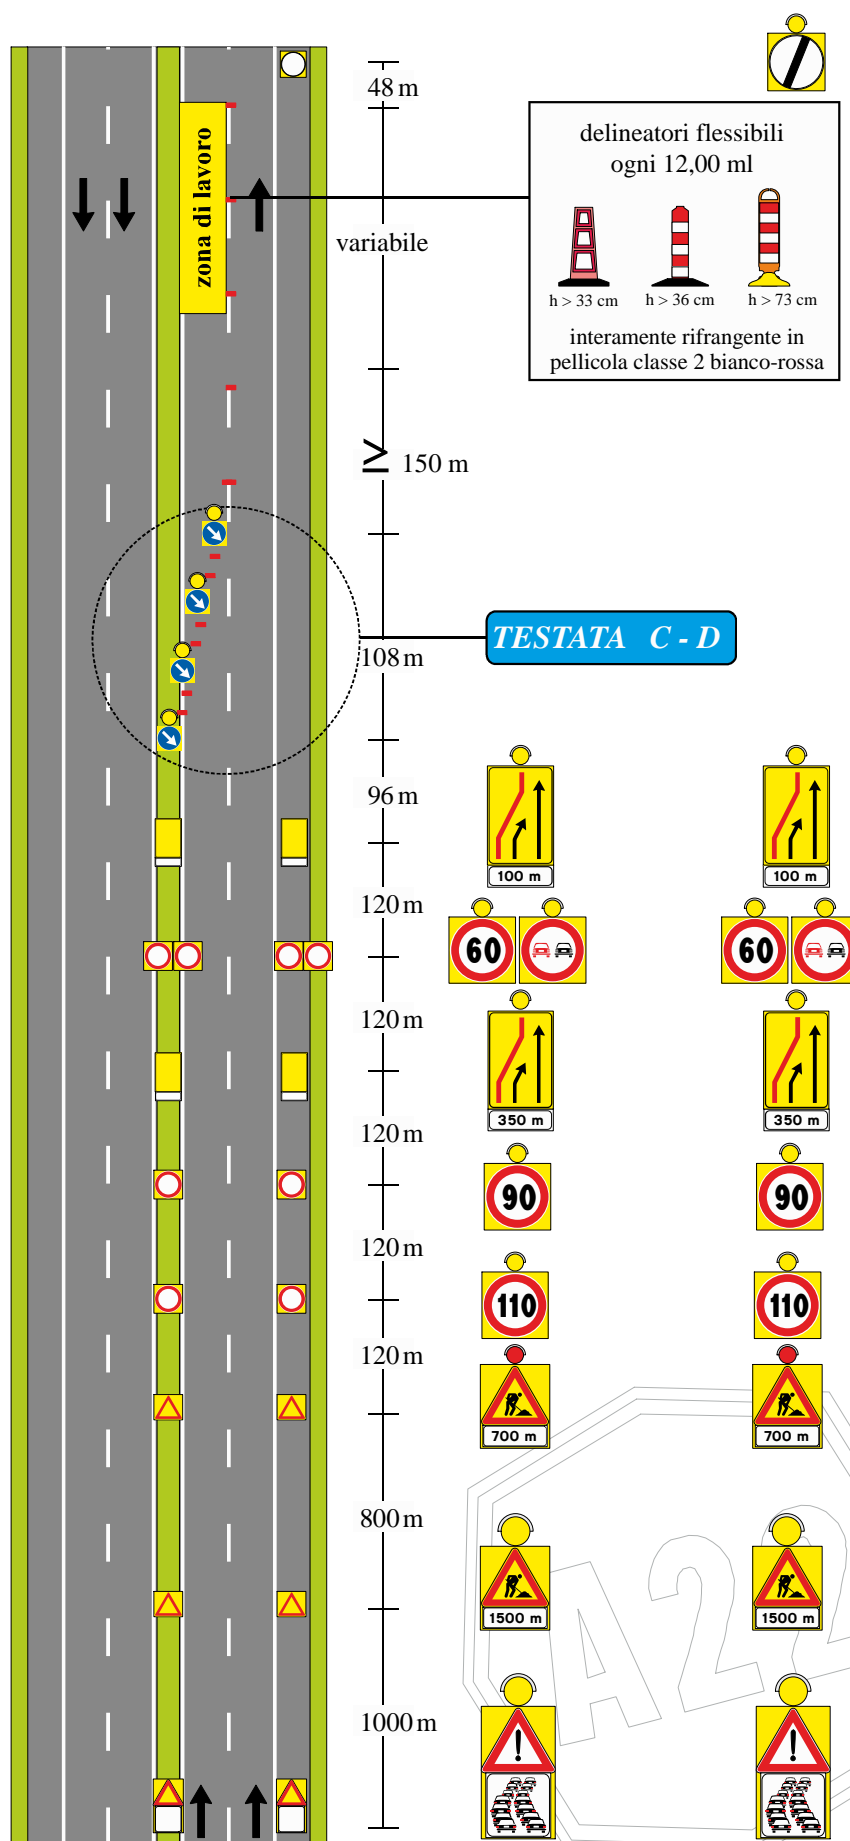 48 m
delineatori flessibili
ogni 12,00 ml
zona di lavoro
variabile
h > 33 cm
h > 36 cm
h > 73 cm
interamente rifrangente in
pellicola classe 2 bianco-rossa
≥ 150 m
TESTATA C - D
108 m
96 m
100 m
100 m
120 m
60
60
120 m
350 m
350 m
120 m
90
90
120 m
110
110
120 m
700 m
700 m
800 m
1500 m
1500 m
A22
1000 m
!
!